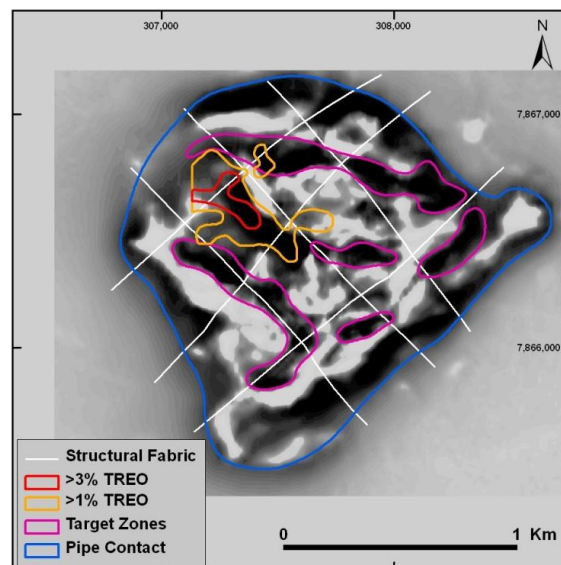 307,000
308,000
N
7,867,000
7,866,000
Structural Fabric
>3% TREO
>1% TREO
Target Zones
Pipe Contact
0
1 Km